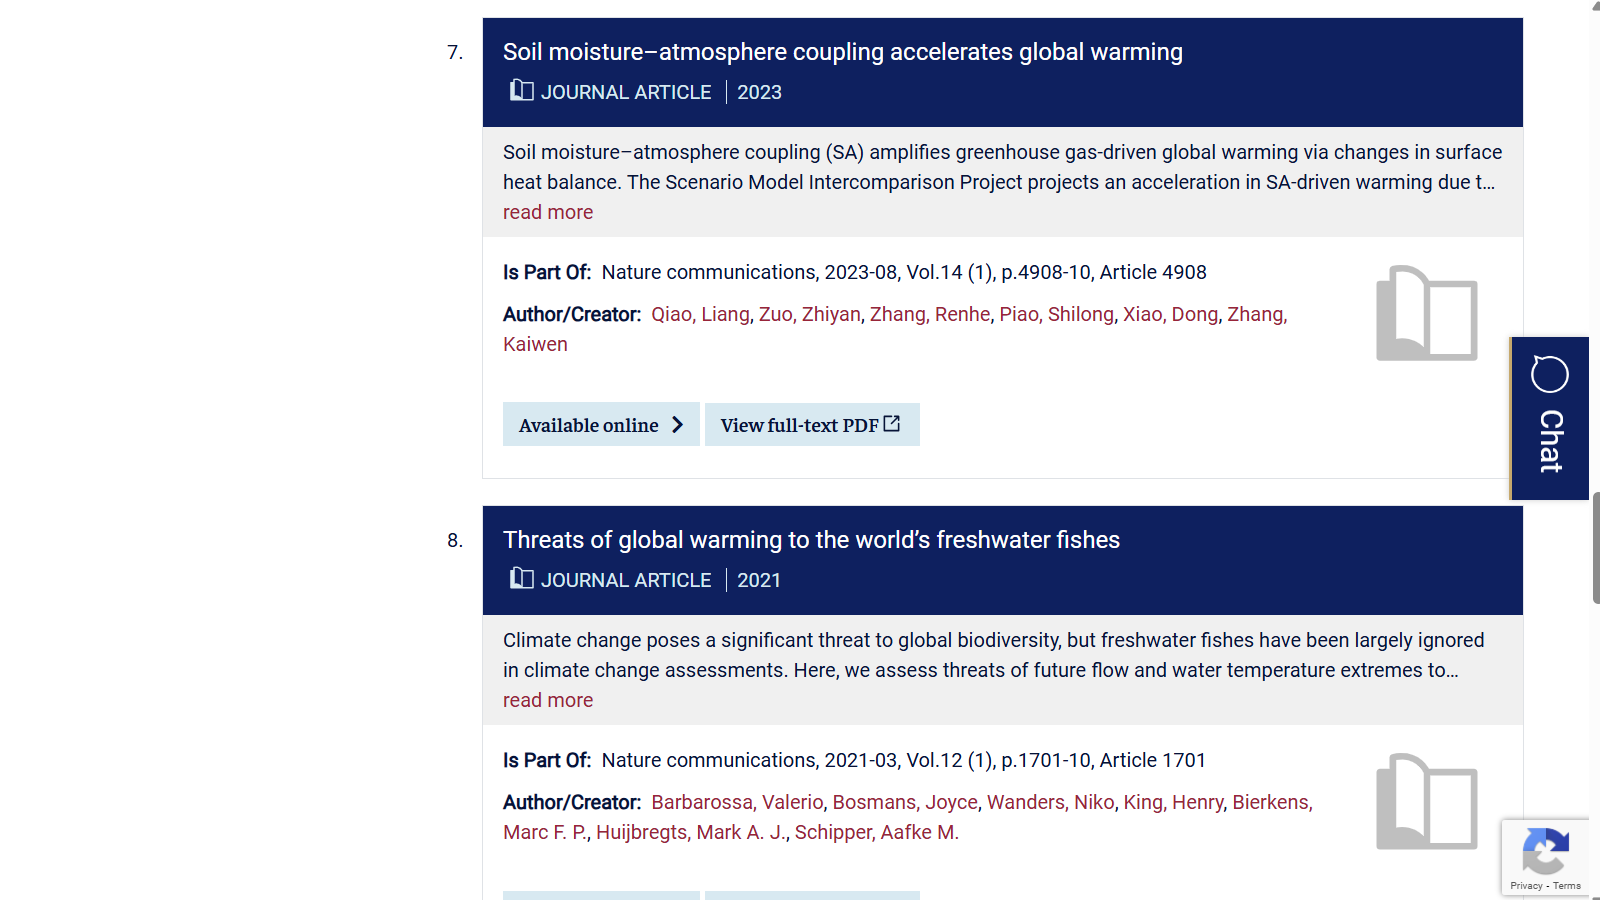 7.
Soil moisture–atmosphere coupling accelerates global warming
JOURNAL ARTICLE | 2023
Soil moisture–atmosphere coupling (SA) amplifies greenhouse gas-driven global warming via changes in surface
heat balance. The Scenario Model Intercomparison Project projects an acceleration in SA-driven warming due t...
read more
Is Part Of: Nature communications, 2023-08, Vol.14 (1), p.4908-10, Article 4908
Author/Creator: Qiao, Liang, Zuo, Zhiyan, Zhang, Renhe, Piao, Shilong, Xiao, Dong, Zhang,
Kaiwen
Available online
View full-text PDF
Chat
8.
Threats of global warming to the world’s freshwater fishes
JOURNAL ARTICLE | 2021
Climate change poses a significant threat to global biodiversity, but freshwater fishes have been largely ignored
in climate change assessments. Here, we assess threats of future flow and water temperature extremes to...
read more
Is Part Of: Nature communications, 2021-03, Vol.12 (1), p.1701-10, Article 1701
Author/Creator: Barbarossa, Valerio, Bosmans, Joyce, Wanders, Niko, King, Henry, Bierkens,
Marc F. P., Huijbregts, Mark A. J., Schipper, Aafke M.
Privacy - Terms